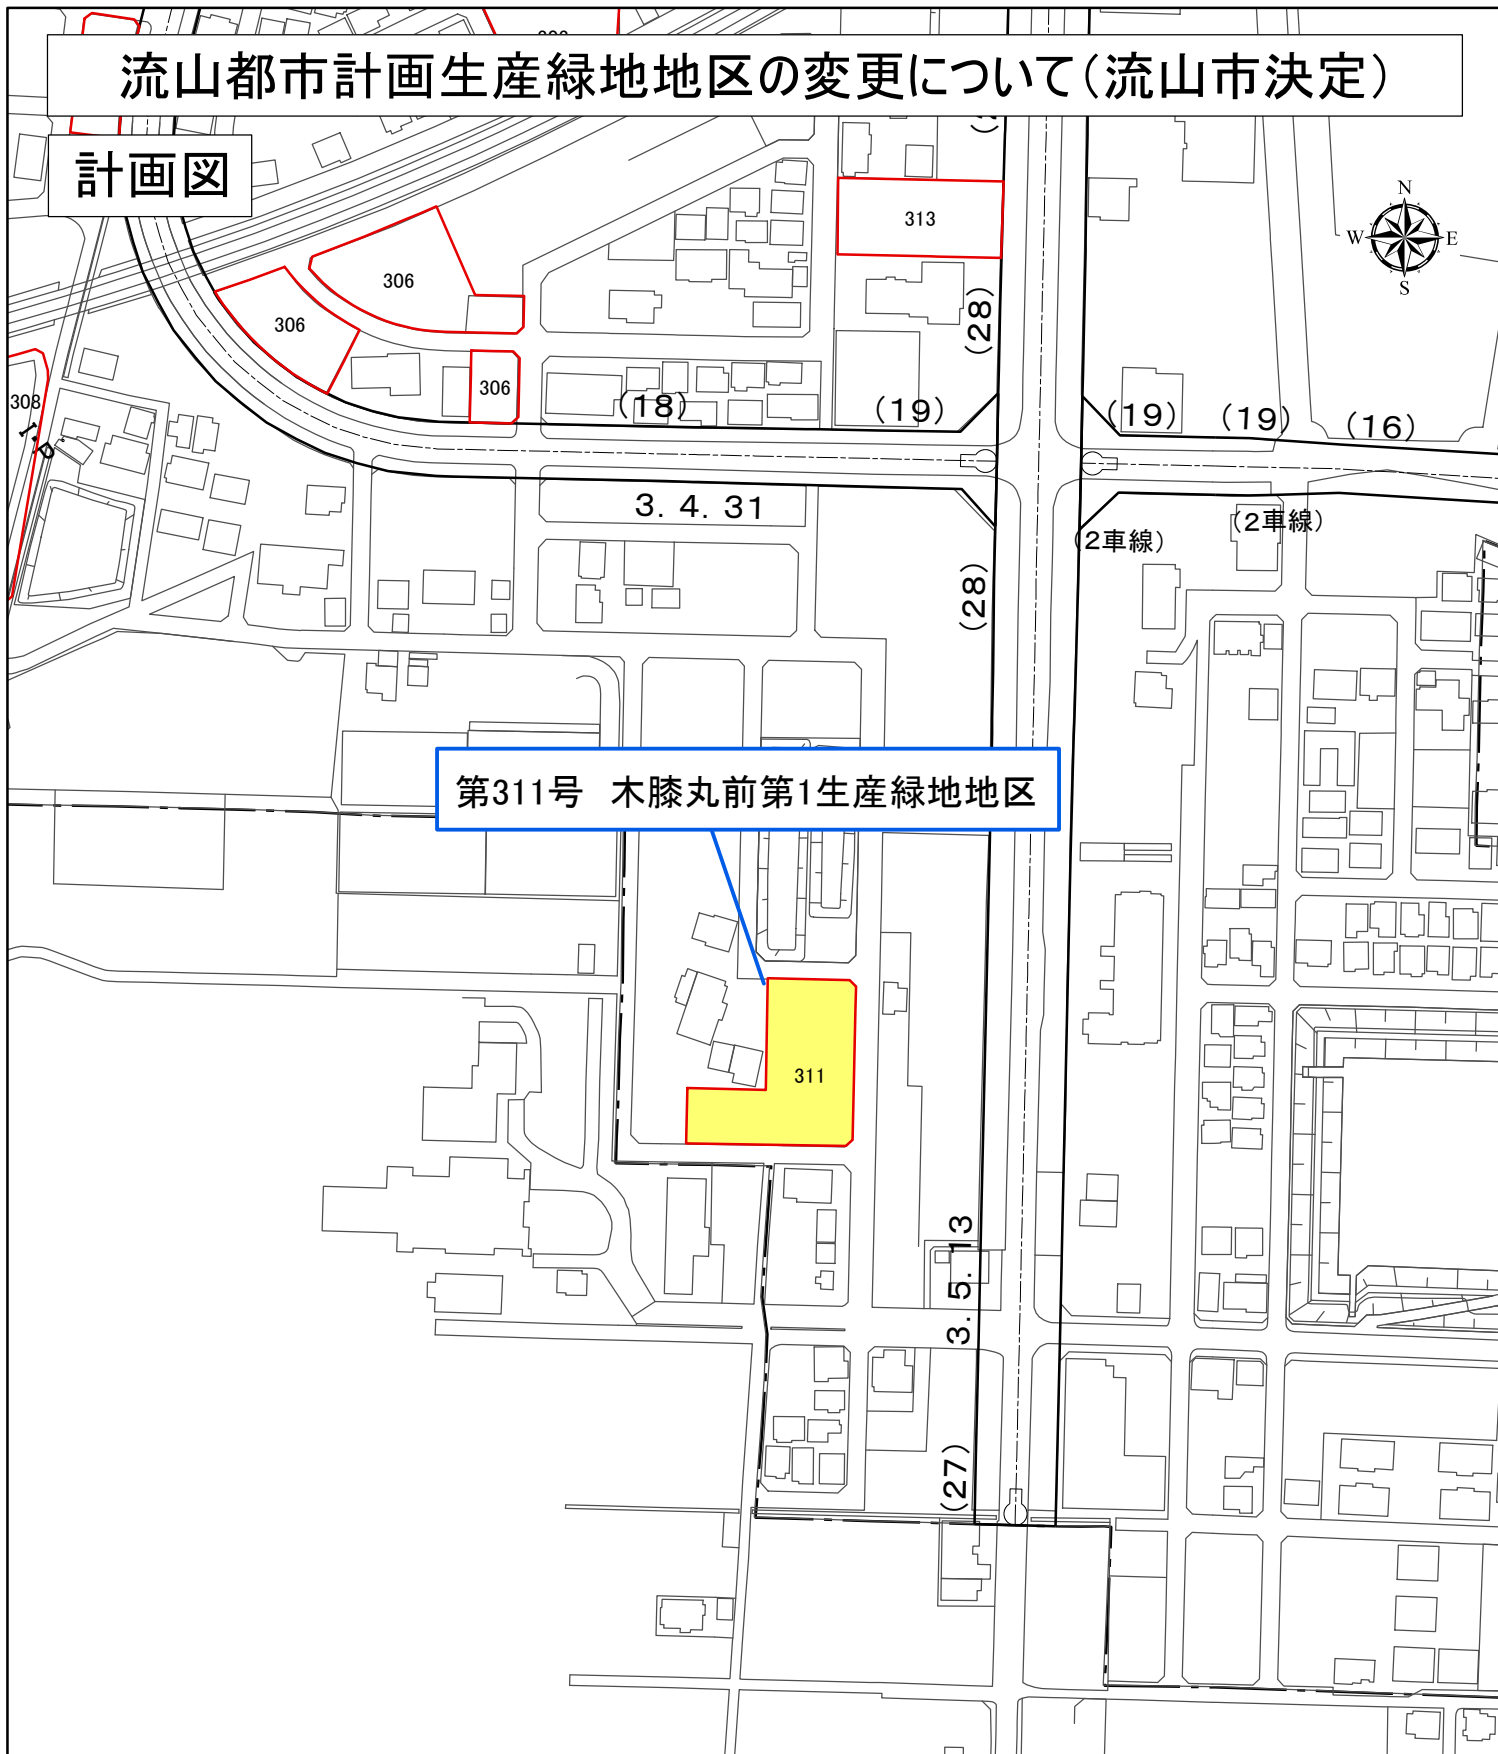 流山都市計画生産緑地地区の変更について（流山市決定）
計画図
N
W
E
S
313
306
306
306
308
I-P
(28)
(18)
(19)
(19)
(19)
(16)
3. 4. 31
(2車線)
(2車線)
(28)
第311号　木膝丸前第1生産緑地地区
311
3. 5. 13
(27)